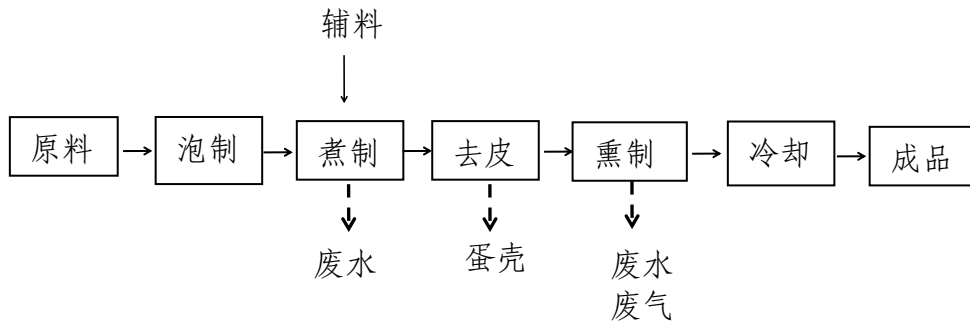 辅料
原料
泡制
煮制
去皮
熏制
冷却
成品
废水
蛋壳
废水
废气